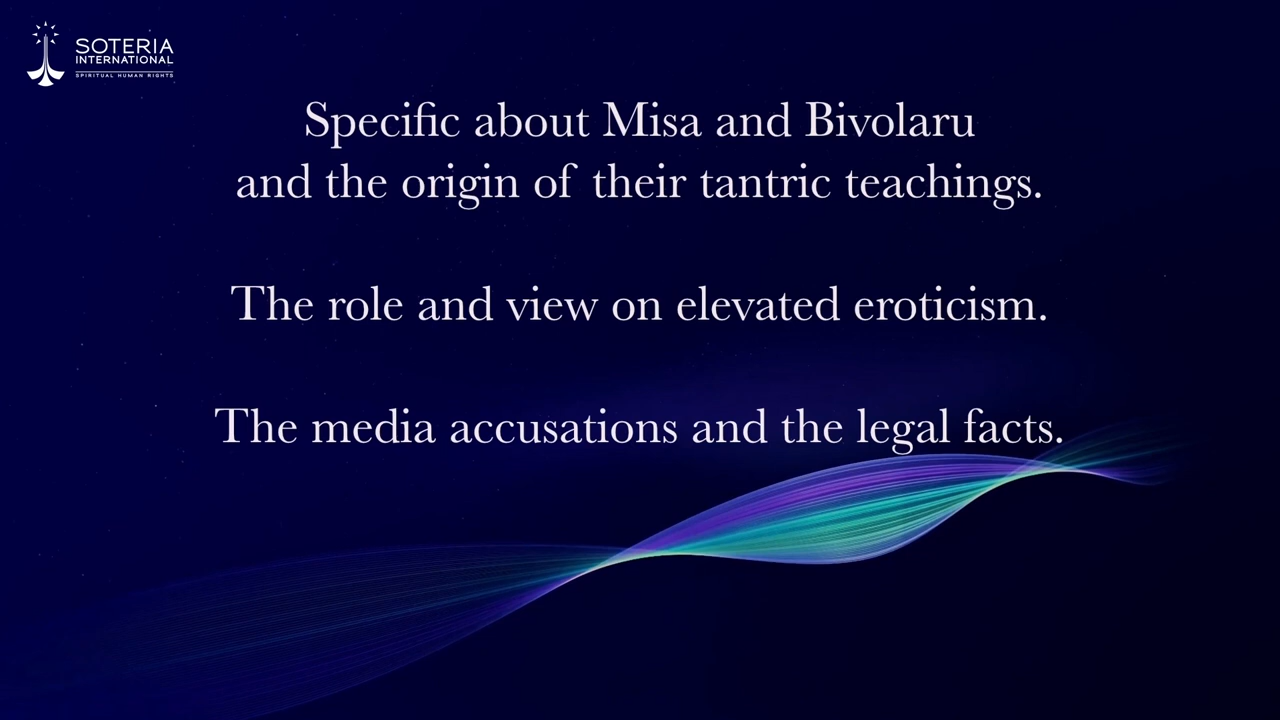 SOTERIA
INTERNATIONAL
SPIRITUAL HUMAN RIGHTS
Specific about Misa and Bivolaru
and the origin of their tantric teachings.
The role and view on elevated eroticism.
The media accusations and the legal facts.